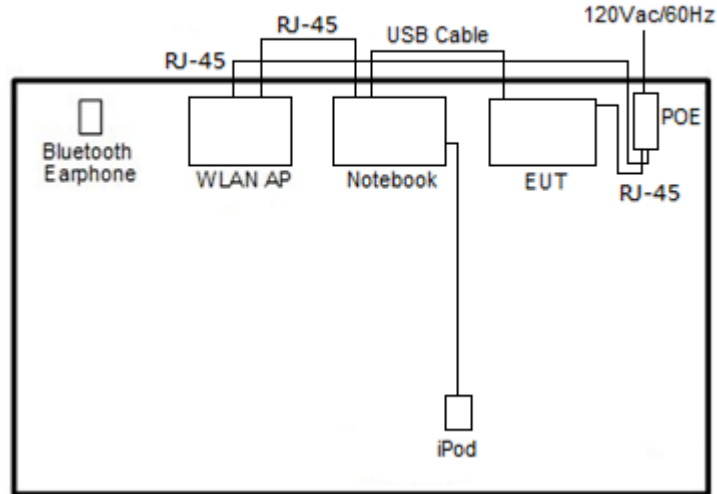 120Vac/60Hz
RJ-45
USB Cable
RJ-45
POE
Bluetooth
Earphone
WLAN AP
Notebook
EUT
RJ-45
iPod